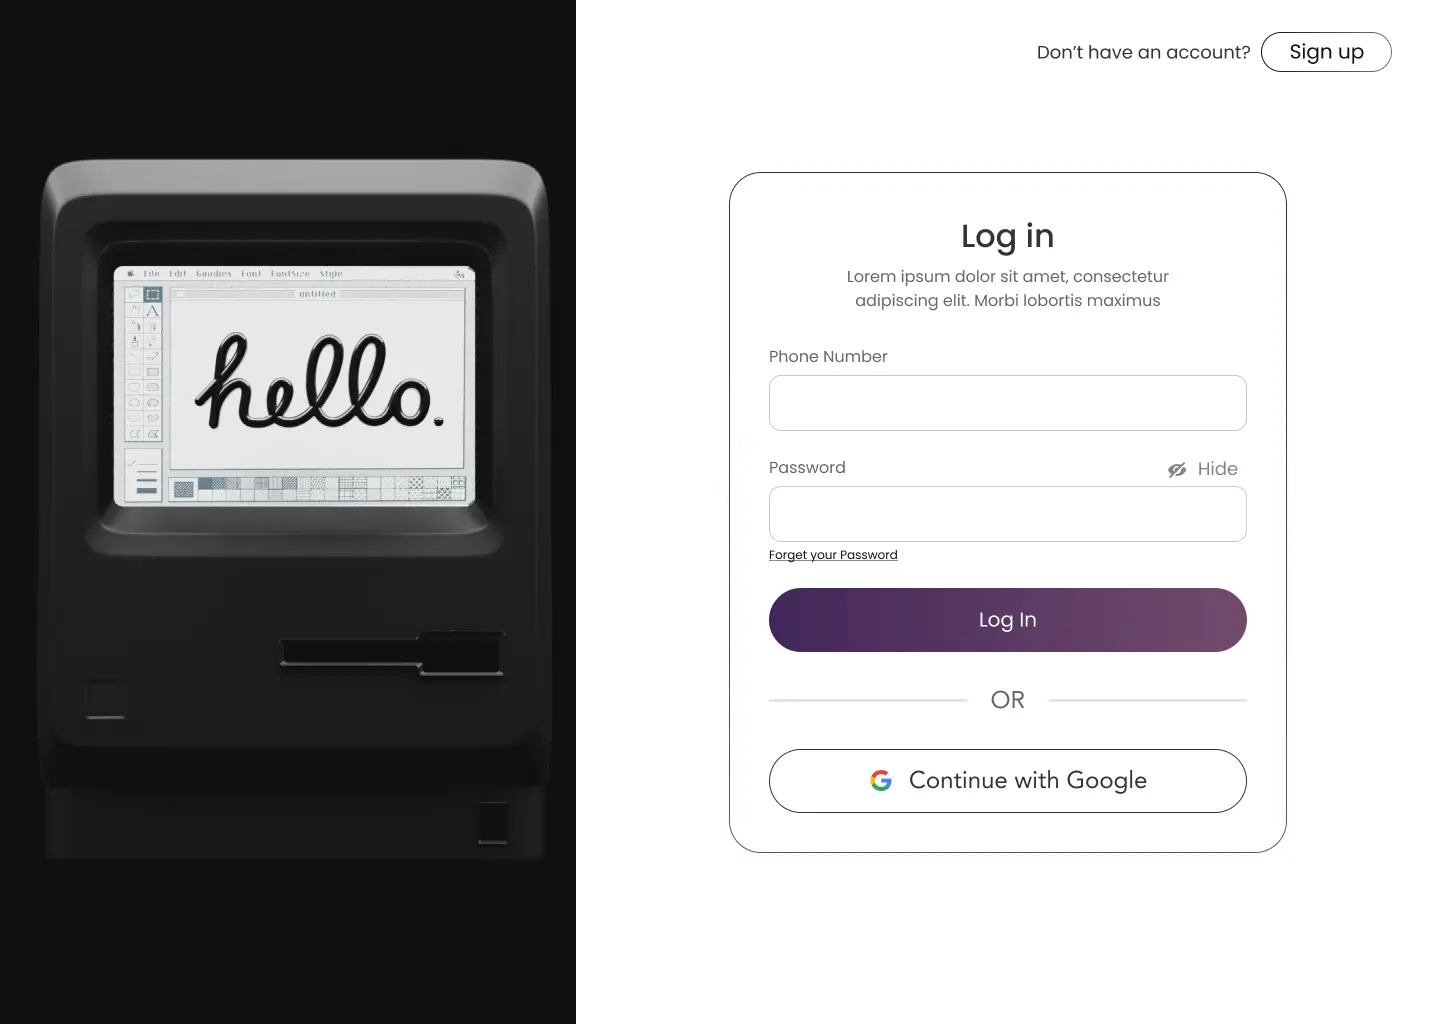 Don't have an account? Sign up
File Edit Goodies Font FontSize Style
untitled
A
hello.
Log in
Lorem ipsum dolor sit amet, consectetur
adipiscing elit. Morbi lobortis maximus
Phone Number
Password Hide
Forget your Password
Log In
OR
Continue with Google